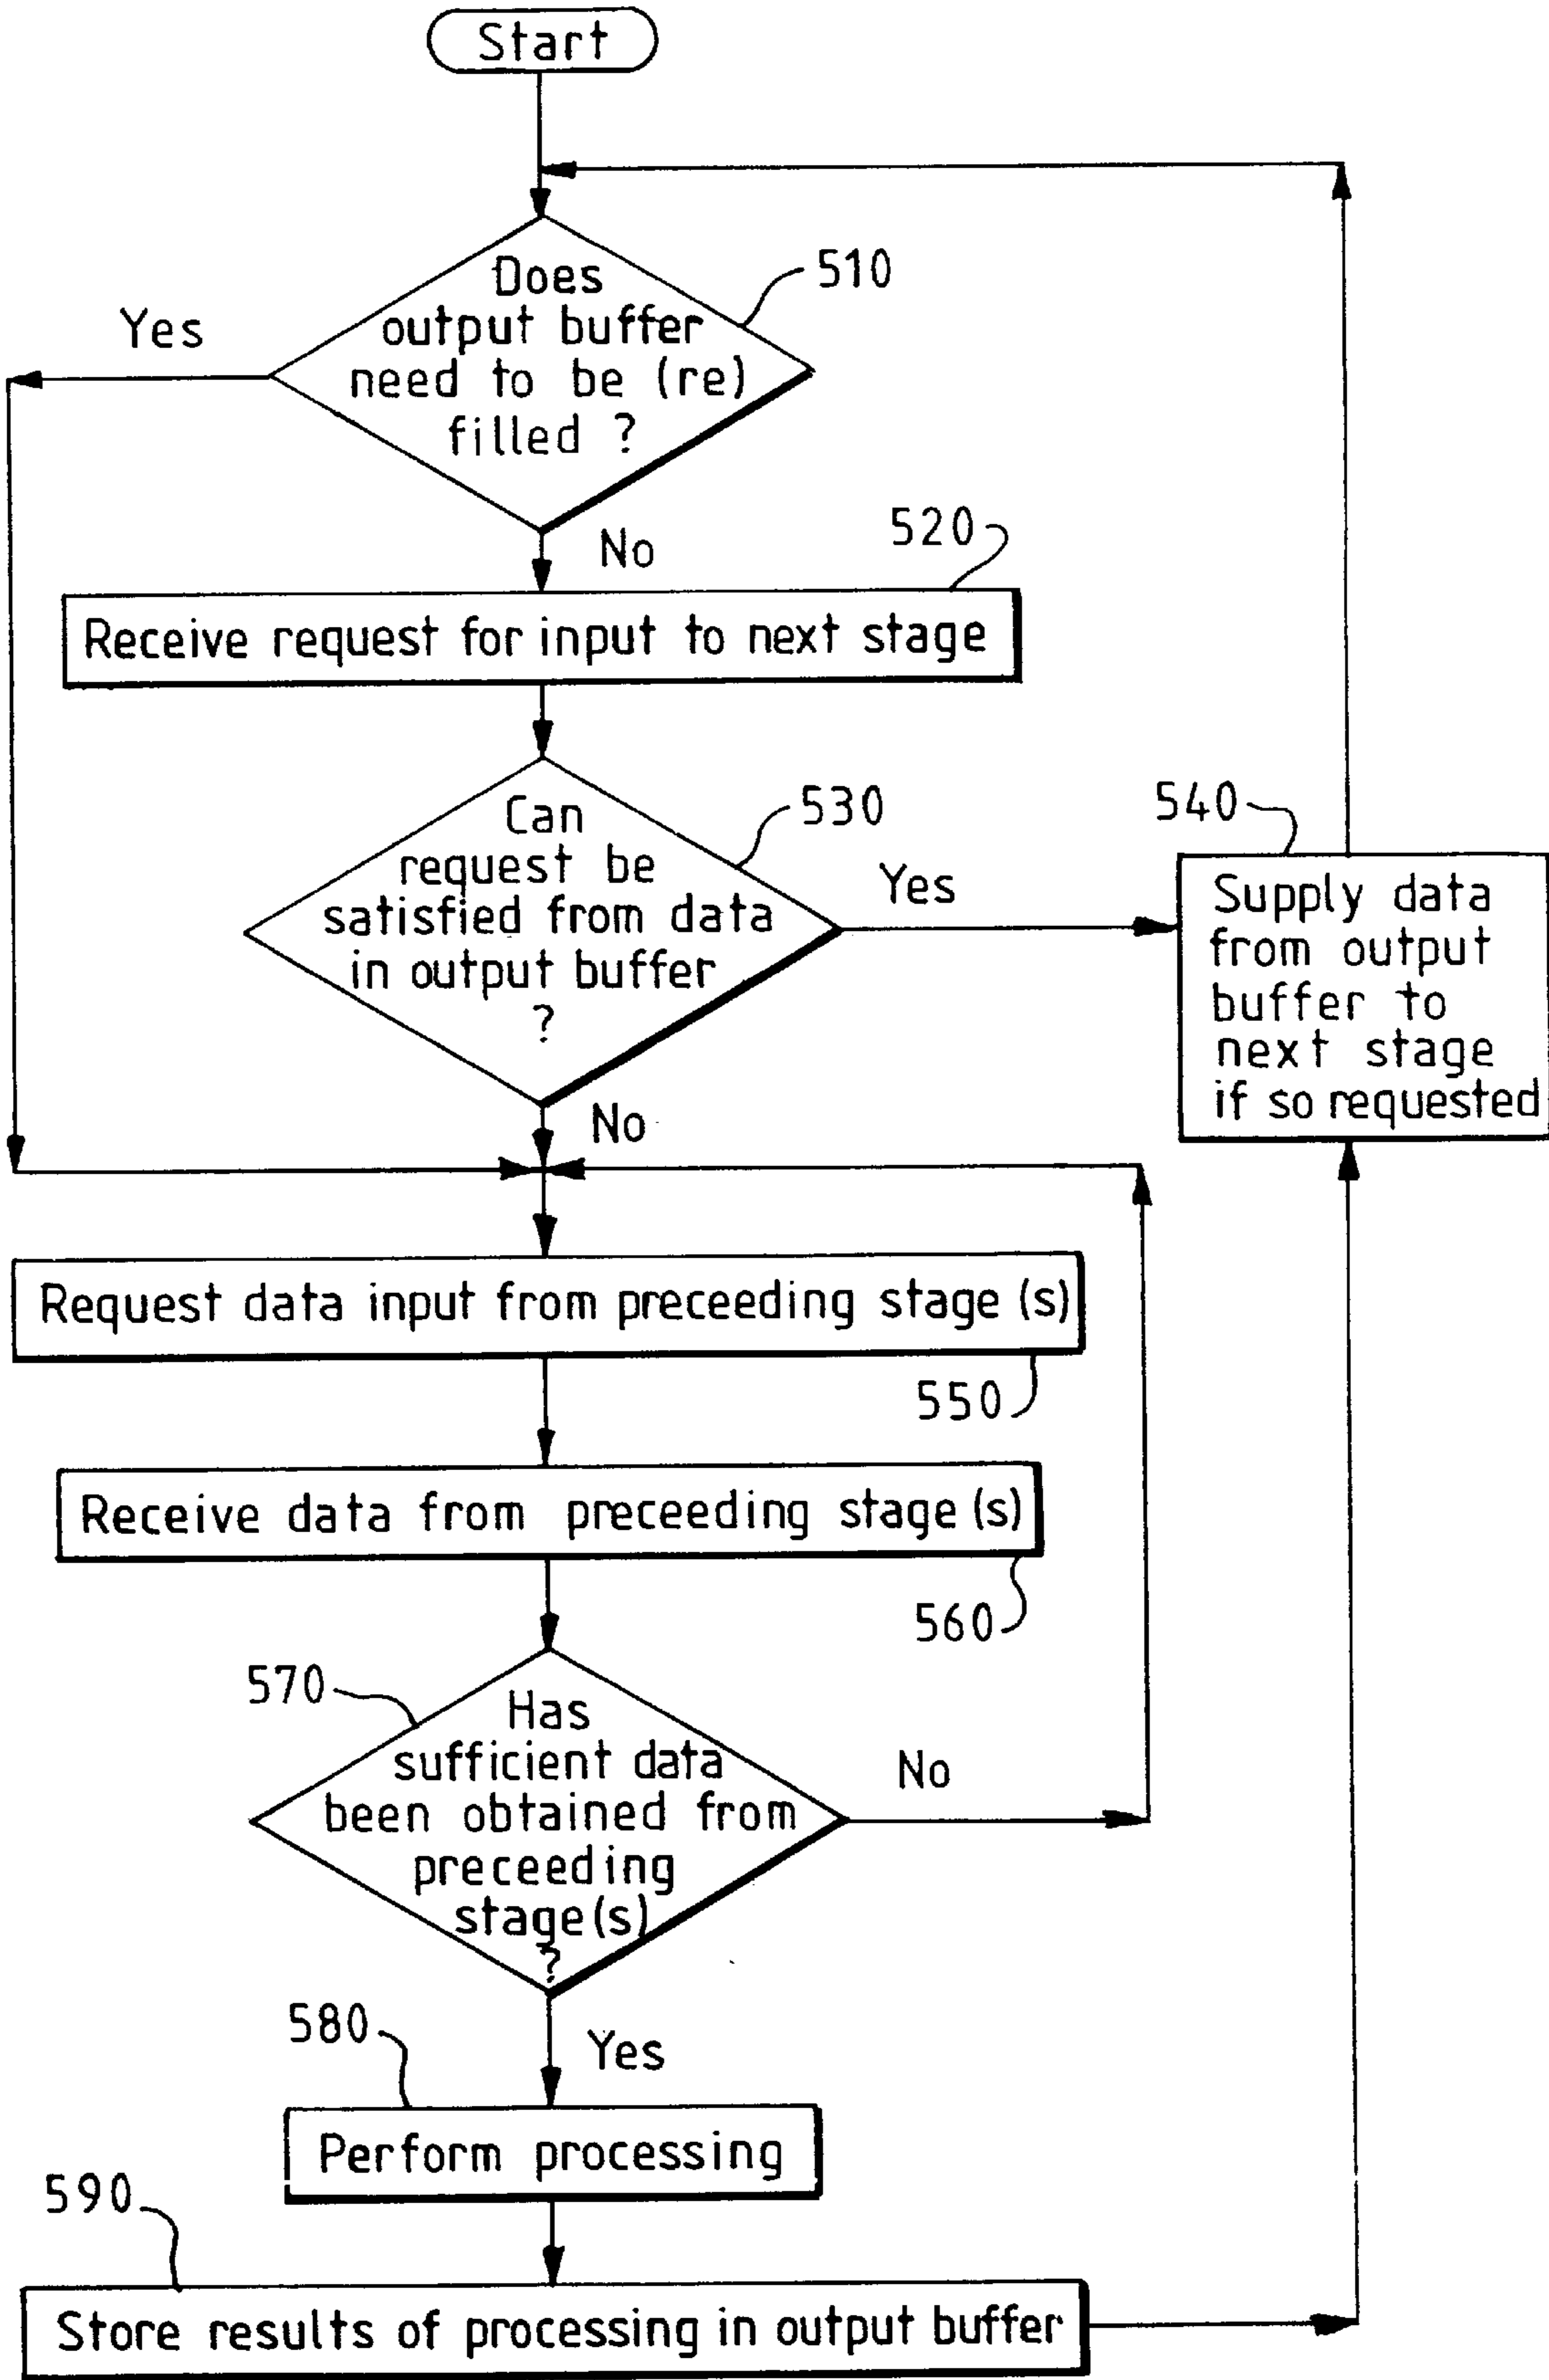 Start
Does
output buffer
need to be (re)
filled ?
510
Yes
No
520
Receive request for input to next stage
Can
request be
satisfied from data
in output buffer
?
530
Yes
540
Supply data
from output
buffer to
next stage
if so requested
No
Request data input from preceeding stage (s)
550
Receive data from preceeding stage (s)
560
570
Has
sufficient data
been obtained from
preceeding
stage(s)
?
No
580
Yes
Perform processing
590
Store results of processing in output buffer